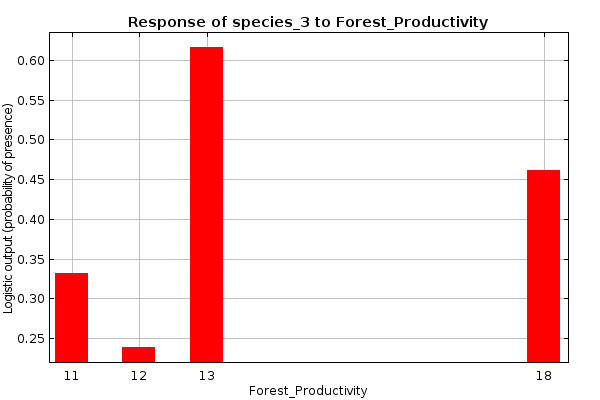 Response of species_3 to Forest_Productivity
Logistic output (probability of presence)
0.60
0.55
0.50
0.45
0.40
0.35
0.30
0.25
11 12 13 18
Forest_Productivity